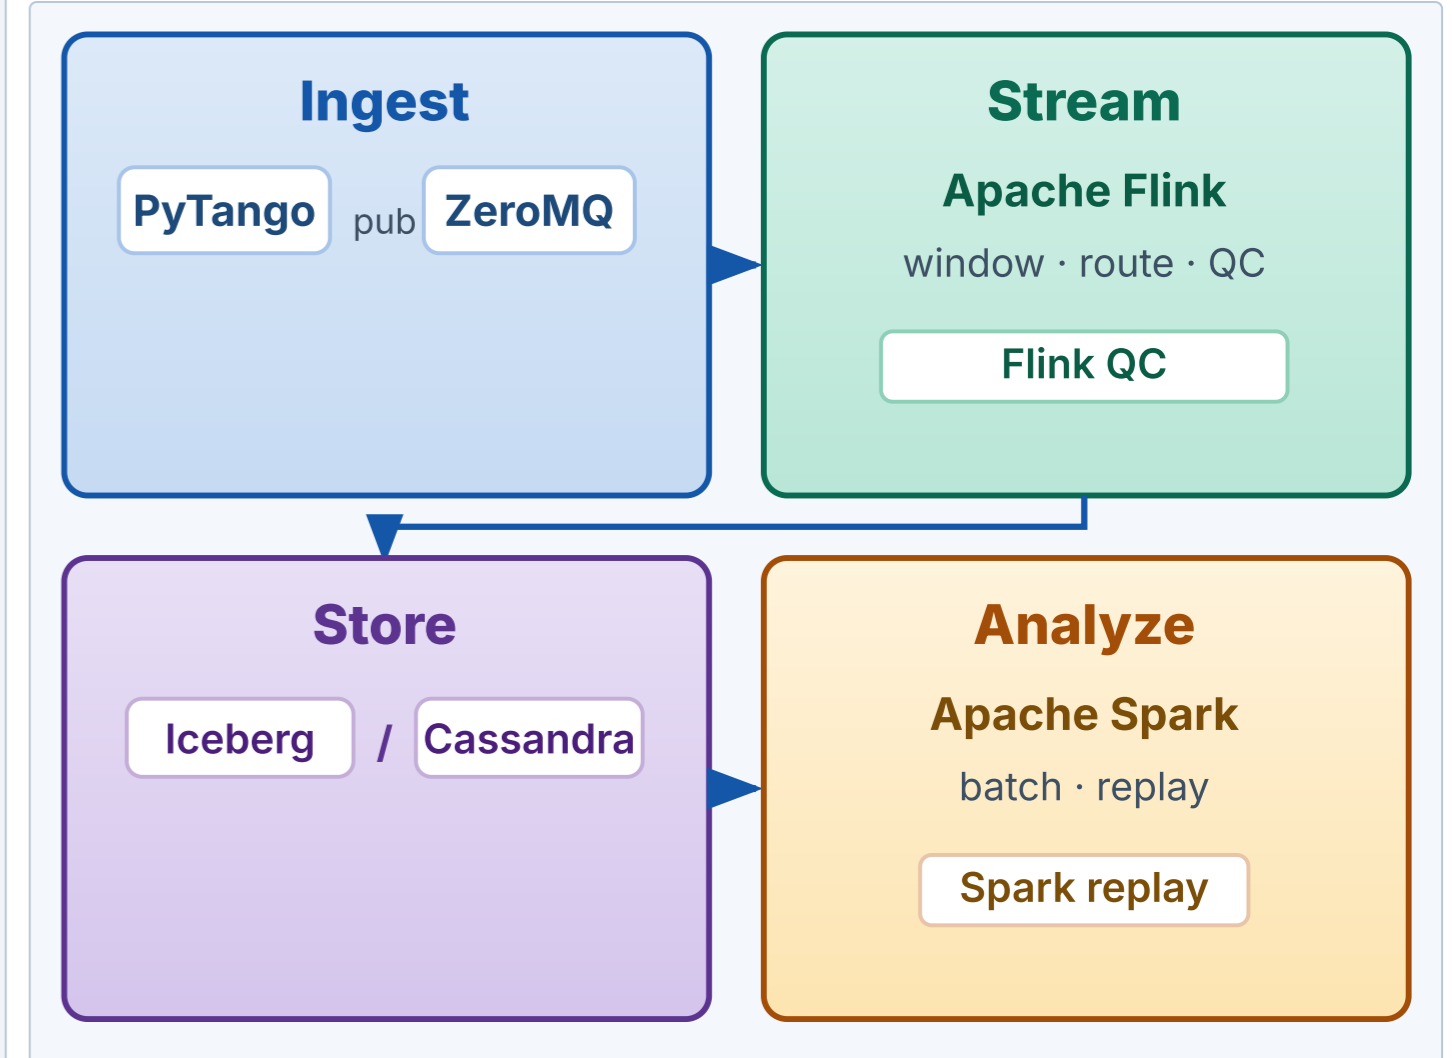 Ingest
PyTango pub ZeroMQ
Stream
Apache Flink
window · route · QC
Flink QC
Store
Iceberg / Cassandra
Analyze
Apache Spark
batch · replay
Spark replay